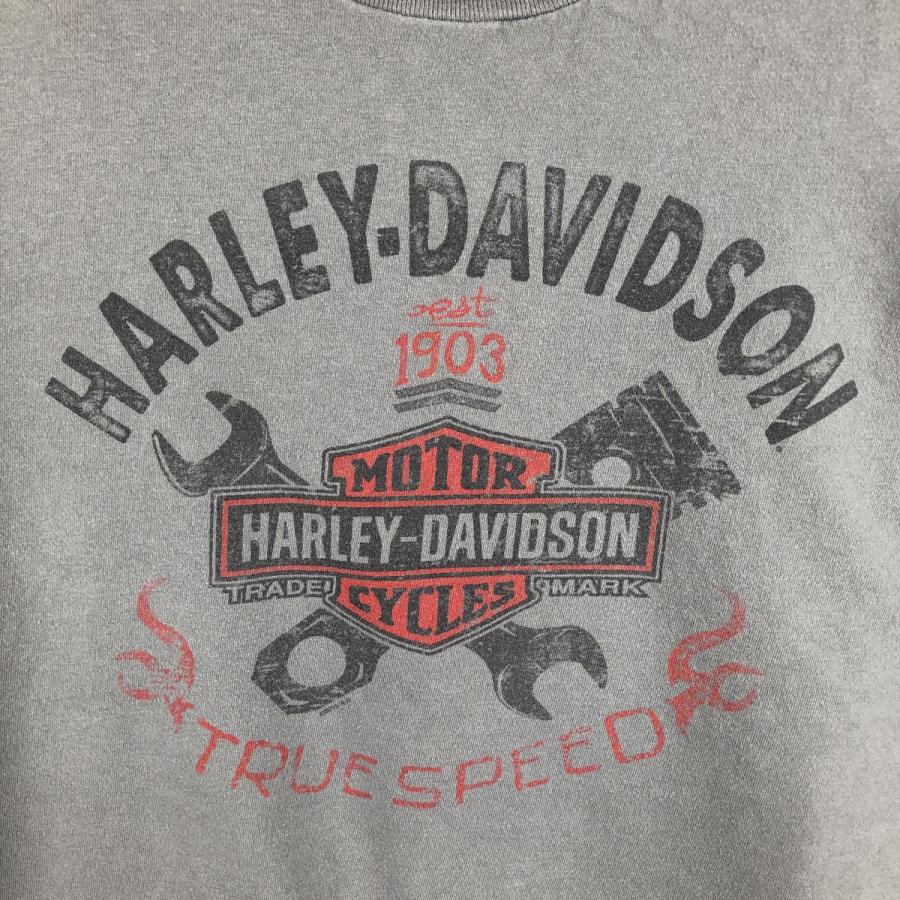 HARLEY-DAVIDSON
est
1903
MOTOR
HARLEY-DAVIDSON
TRADE MARK
CYCLES
TRUE SPEED